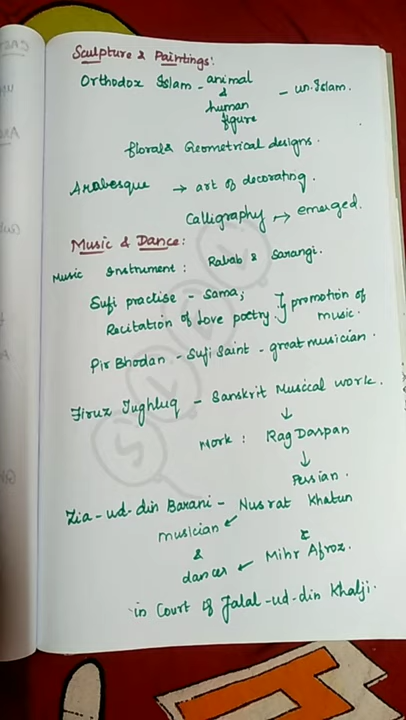 Sculpture & Paintings:
Orthodox Islam - animal & human figure - un. Islam.
Floral & Geometrical designs.
Arabesque → art of decorating.
Calligraphy → emerged.
Music & Dance:
Music Instrument: Rabab & Sarangi.
Sufi practise - Sama,
Recitation of Love poetry. } promotion of music.
Pir Bhodan - Sufi Saint - great musician.
Firuz Tughluq - Sanskrit Musical work.
↓
Work: Rag Darpan
↓
Persian.
Zia-ud-din Barani - Nusrat Khatun
musician ↙ &
& Mihr Afroz.
dancer ↙
in Court of Jalal-ud-din Khalji.
SIVV